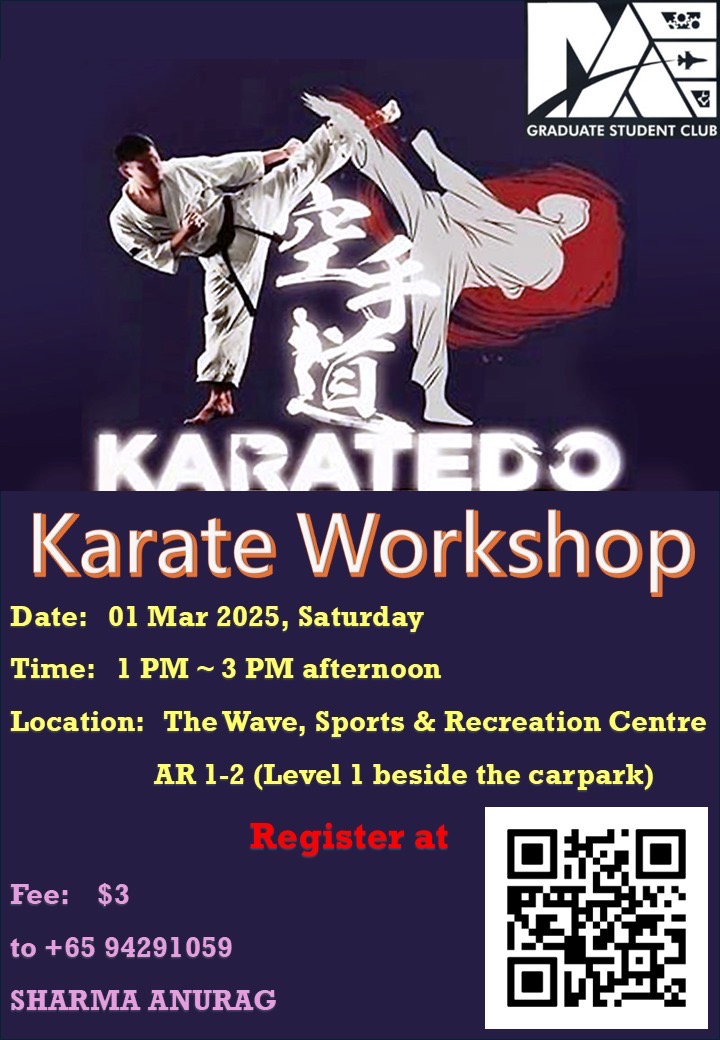 GRADUATE STUDENT CLUB
空
手
道
KARATEDO
Karate Workshop
Date: 01 Mar 2025, Saturday
Time: 1 PM ~ 3 PM afternoon
Location: The Wave, Sports & Recreation Centre
AR 1-2 (Level 1 beside the carpark)
Register at
Fee: $3
to +65 94291059
SHARMA ANURAG